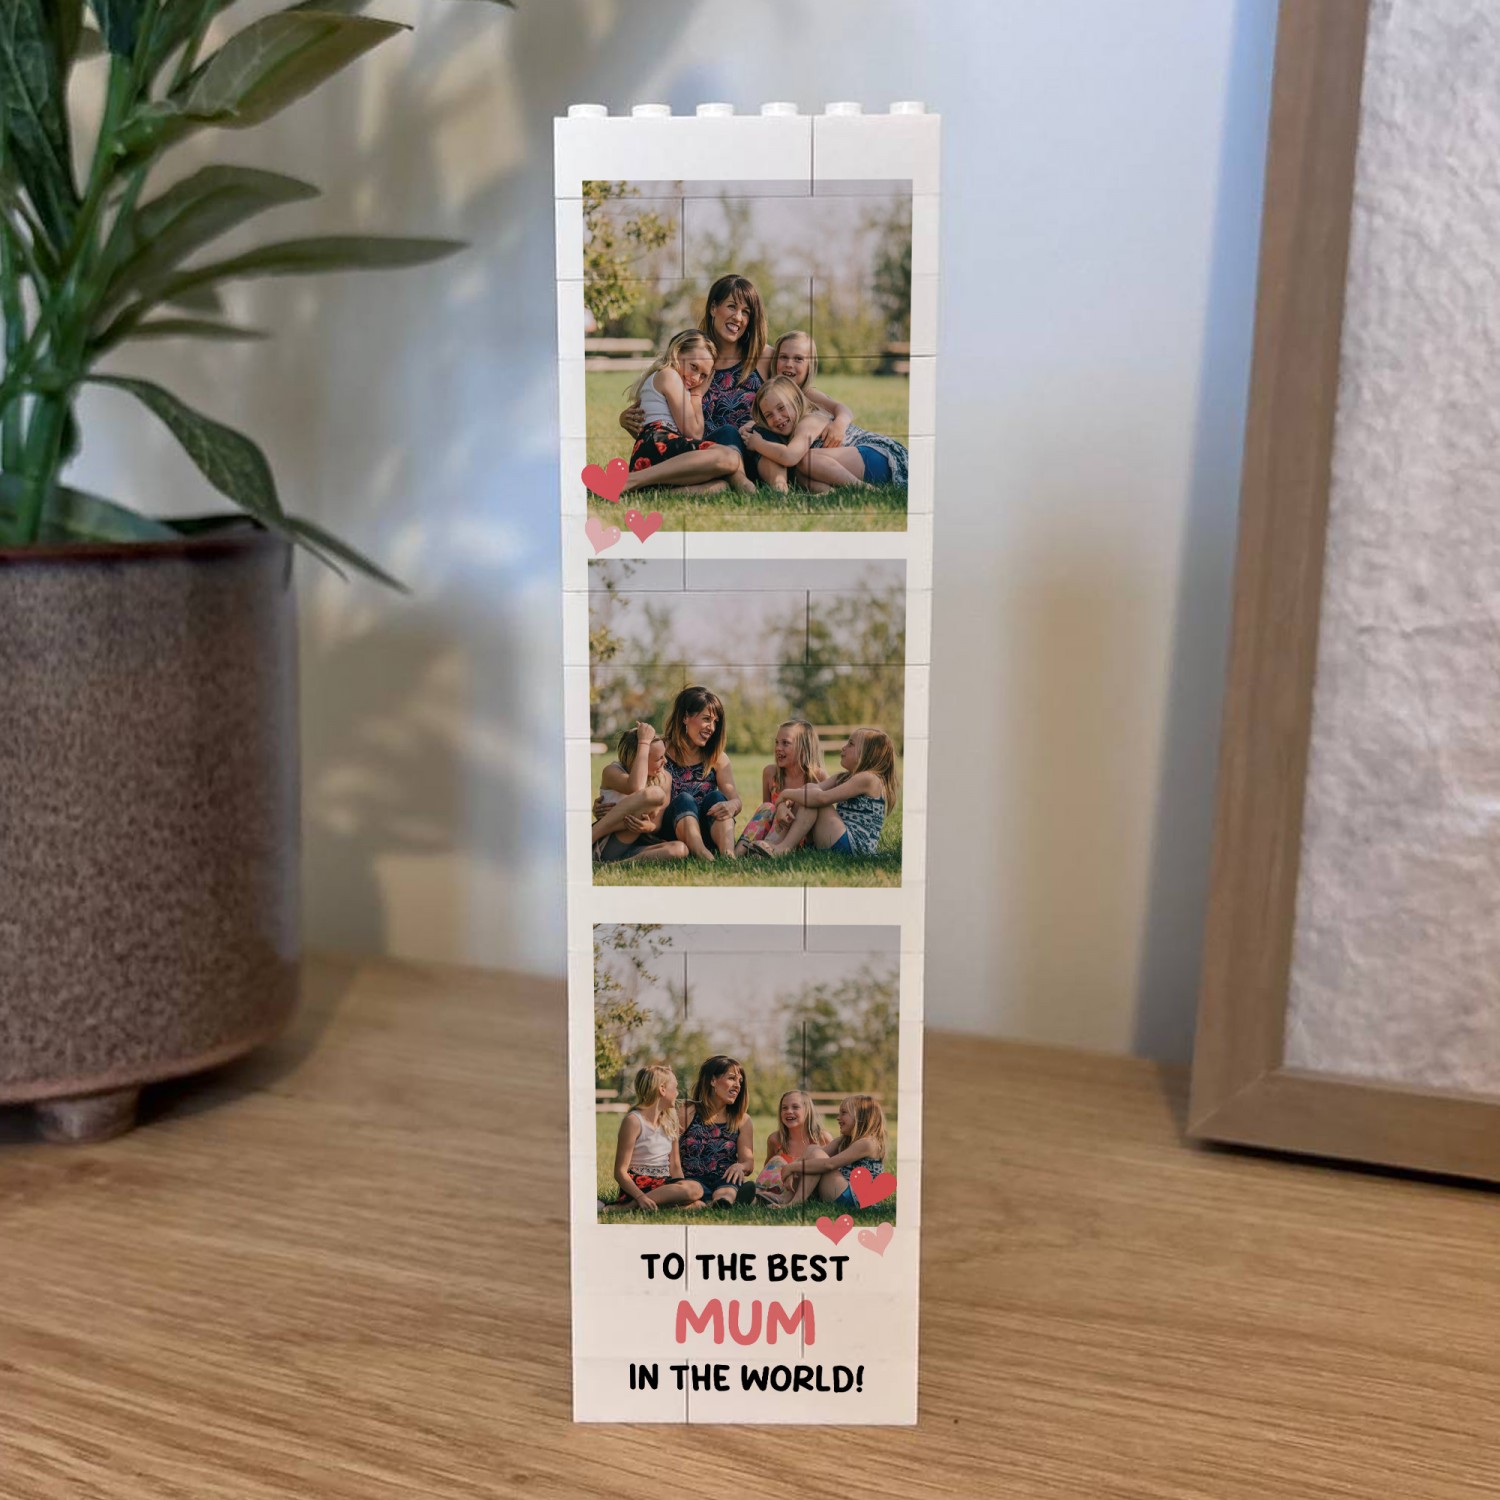 TO THE BEST
MUM
IN THE WORLD!